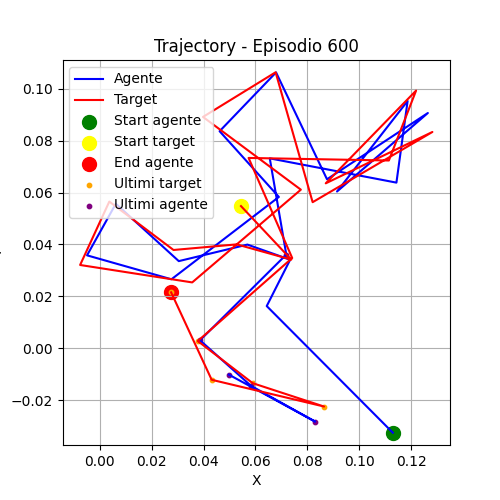 Trajectory - Episodio 600
Agente
Target
Start agente
Start target
End agente
Ultimi target
Ultimi agente
0.10
0.08
0.06
0.04
0.02
0.00
−0.02
0.00 0.02 0.04 0.06 0.08 0.10 0.12
X